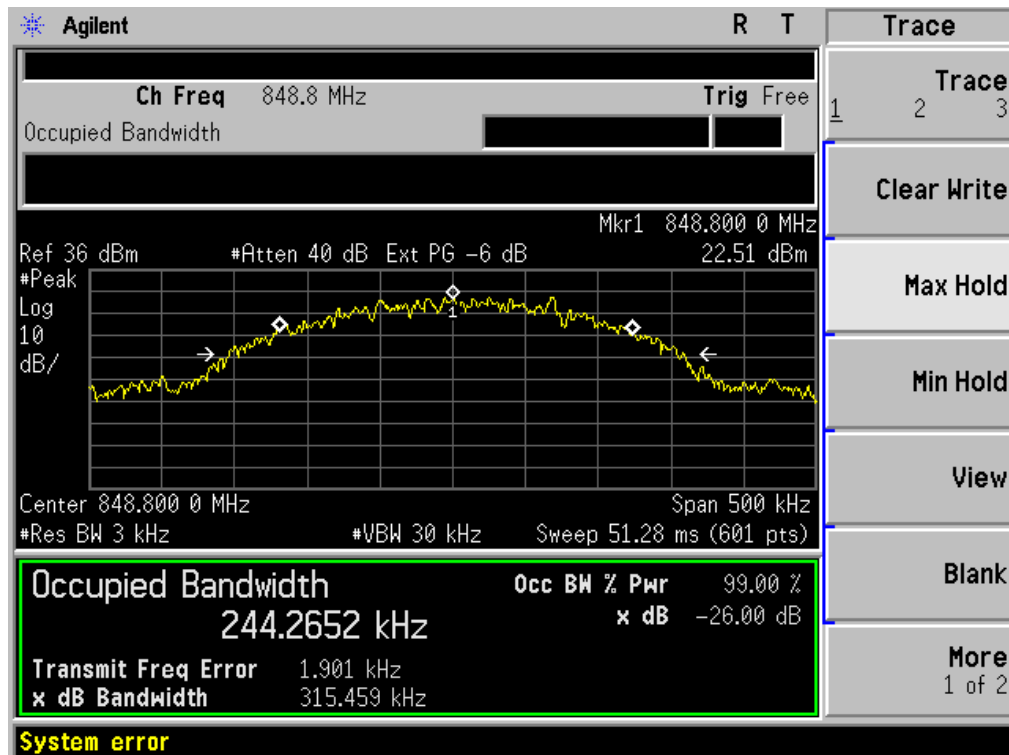 Agilent R T Trace
Ch Freq 848.8 MHz Trig Free
Occupied Bandwidth
Mkr1 848.800 0 MHz
Ref 36 dBm #Atten 40 dB Ext PG -6 dB 22.51 dBm
#Peak
Log
10
dB/
1
Center 848.800 0 MHz Span 500 kHz
#Res BW 3 kHz #VBW 30 kHz Sweep 51.28 ms (601 pts)
Occupied Bandwidth Occ BW % Pwr 99.00 %
244.2652 kHz x dB -26.00 dB
Transmit Freq Error 1.901 kHz
x dB Bandwidth 315.459 kHz
System error
Trace
1 2 3
Clear Write
Max Hold
Min Hold
View
Blank
More
1 of 2